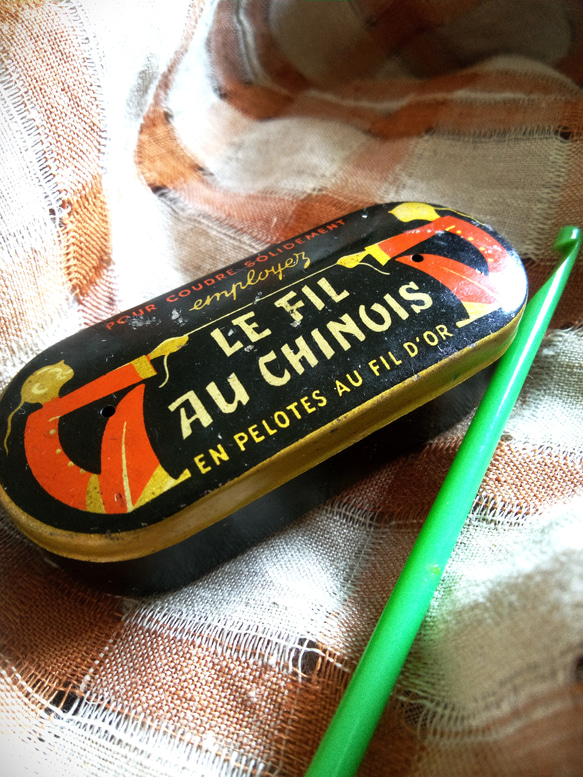 POUR COUDRE SOLIDEMENT
employez
LE FIL
AU CHINOIS
EN PELOTES AU FIL D'OR